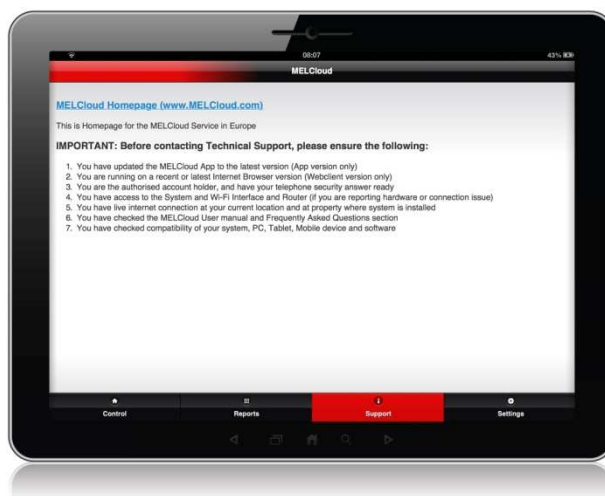 08:07
43%
MELCloud
MELCloud Homepage (www.MELCloud.com)
This is Homepage for the MELCloud Service in Europe
IMPORTANT: Before contacting Technical Support, please ensure the following:
1. You have updated the MELCloud App to the latest version (App version only)
2. You are running on a recent or latest Internet Browser version (Webclient version only)
3. You are the authorised account holder, and have your telephone security answer ready
4. You have access to the System and Wi-Fi Interface and Router (if you are reporting hardware or connection issue)
5. You have live internet connection at your current location and at property where system is installed
6. You have checked the MELCloud User manual and Frequently Asked Questions section
7. You have checked compatibility of your system, PC, Tablet, Mobile device and software
Control Reports Support Settings